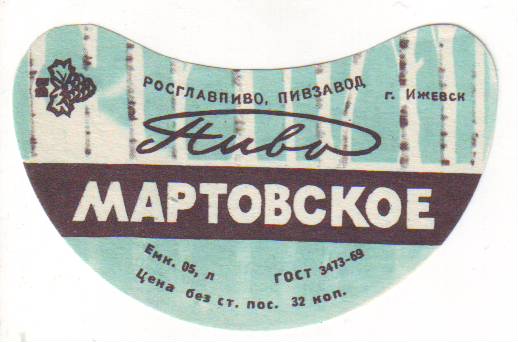 РОСГЛАВПИВО, ПИВЗАВОД г. ИЖЕВСК
Пиво
МАРТОВСКОЕ
Емк. 05, л ГОСТ 3473-69
Цена без ст. пос. 32 коп.